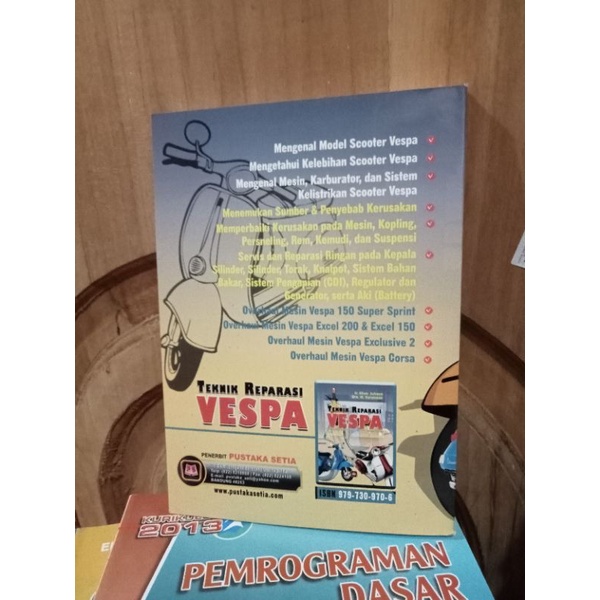 Mengenal Model Scooter Vespa
Mengetahui Kelebihan Scooter Vespa
Mengenal Mesin, Karburator, dan Sistem
Kelistrikan Scooter Vespa
Menemukan Sumber & Penyebab Kerusakan
Memperbaiki Kerusakan pada Mesin, Kopling,
Persneling, Rem, Kemudi, dan Suspensi
Servis dan Reparasi Ringan pada Kepala
Silinder, Silinder, Torak, Knalpot, Sistem Bahan
Bakar, Sistem Pengapian (CDI), Regulator dan
Generator, serta Aki (Battery)
Overhaul Mesin Vespa 150 Super Sprint
Overhaul Mesin Vespa Excel 200 & Excel 150
Overhaul Mesin Vespa Exclusive 2
Overhaul Mesin Vespa Corsa
TEKNIK REPARASI
VESPA
TEKNIK REPARASI
VESPA
PENERBIT PUSTAKA SETIA
BANDUNG 40253
www.pustakasetia.com
ISBN 979-730-970-6
2013
PEMROGRAMAN
DASAR